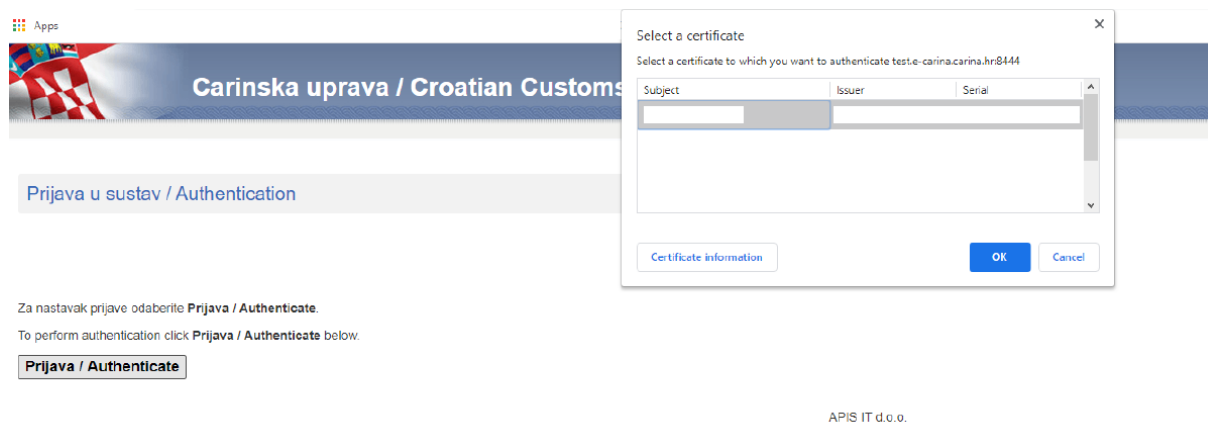 Apps
Carinska uprava / Croatian Customs
Select a certificate
Select a certificate to which you want to authenticate test.e-carina.carina.hr:8444
Subject Issuer Serial
Certificate information OK Cancel
Prijava u sustav / Authentication
Za nastavak prijave odaberite Prijava / Authenticate.
To perform authentication click Prijava / Authenticate below.
Prijava / Authenticate
APIS IT d.o.o.